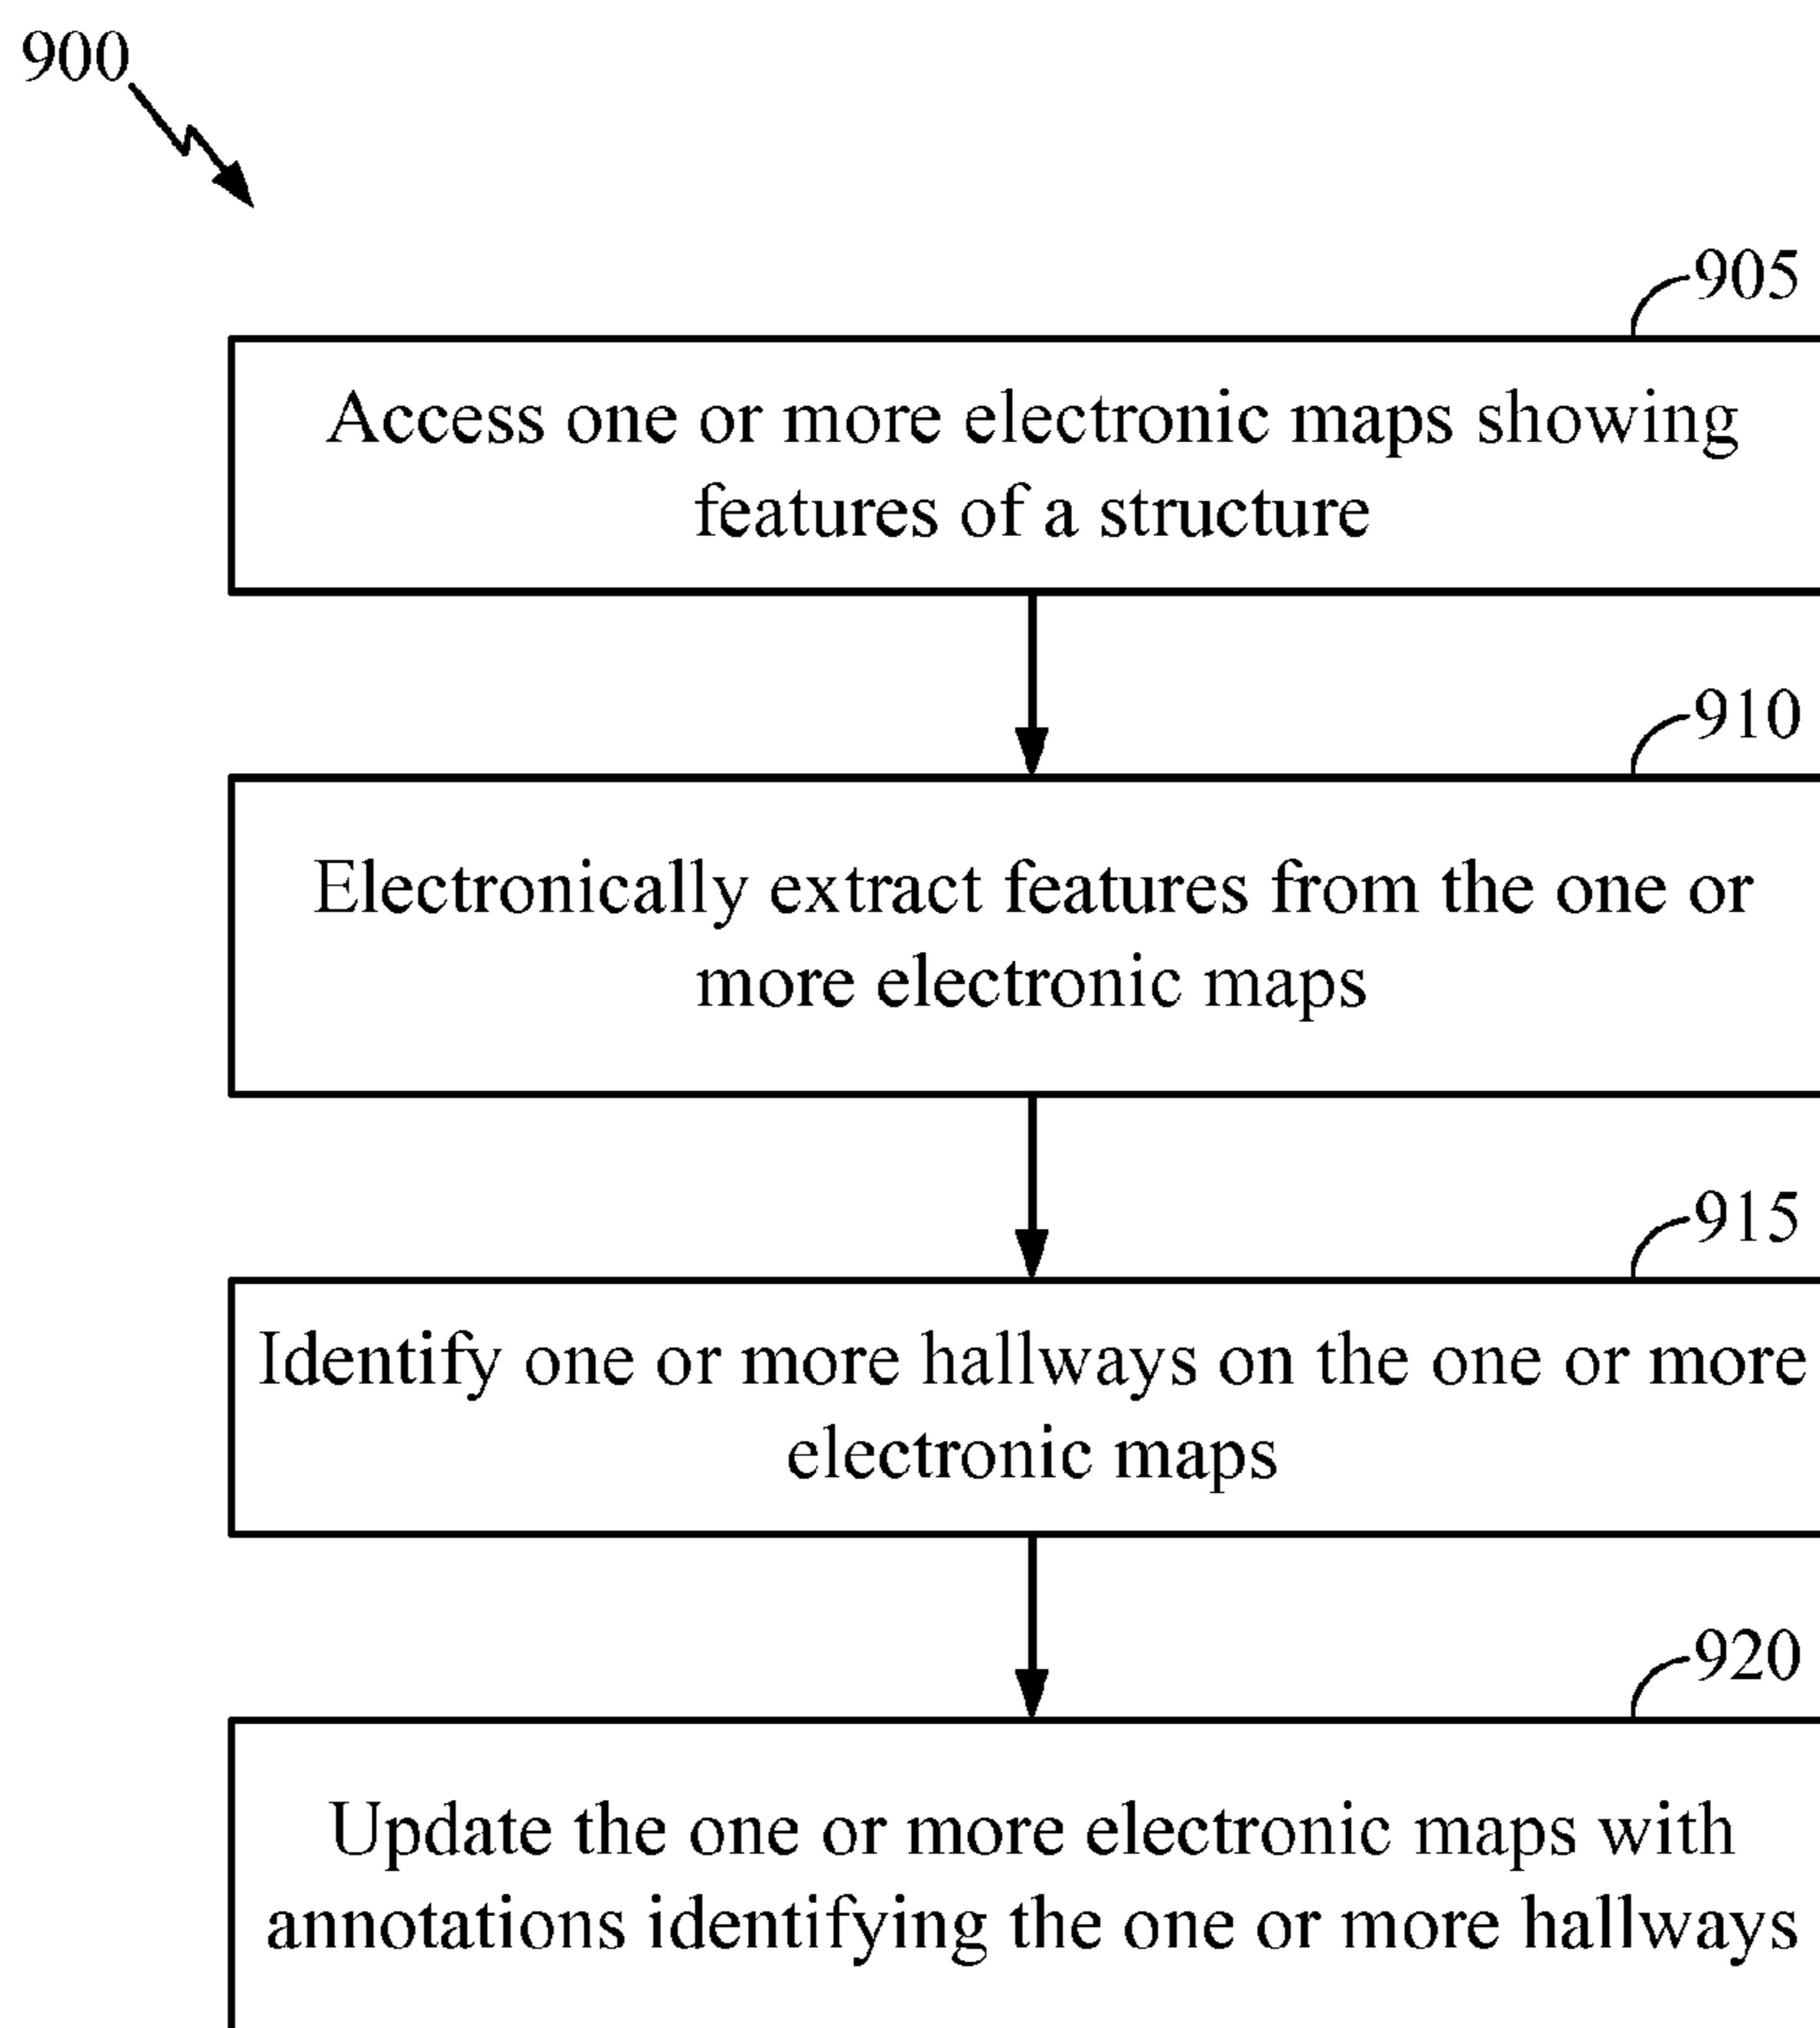 900
905
Access one or more electronic maps showing
features of a structure
910
Electronically extract features from the one or
more electronic maps
915
Identify one or more hallways on the one or more
electronic maps
920
Update the one or more electronic maps with
annotations identifying the one or more hallways